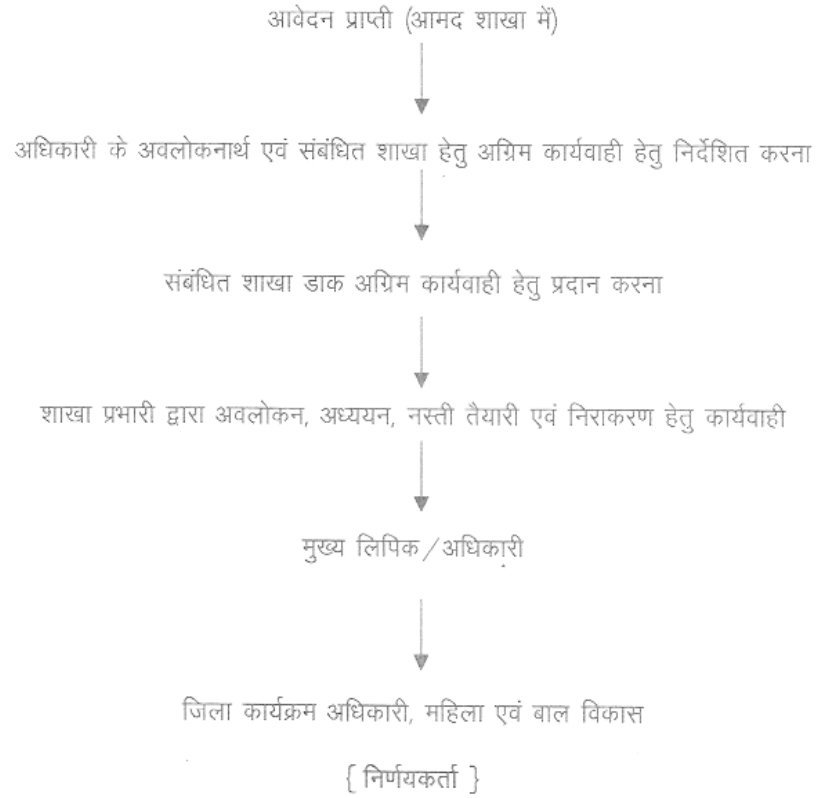 आवेदन प्राप्ती (आमद शाखा में)
अधिकारी के अवलोकनार्थ एवं संबंधित शाखा हेतु अग्रिम कार्यवाही हेतु निर्देशित करना
संबंधित शाखा डाक अग्रिम कार्यवाही हेतु प्रदान करना
शाखा प्रभारी द्वारा अवलोकन, अध्ययन, नस्ती तैयारी एवं निराकरण हेतु कार्यवाही
मुख्य लिपिक/अधिकारी
जिला कार्यक्रम अधिकारी, महिला एवं बाल विकास
{ निर्णयकर्ता }